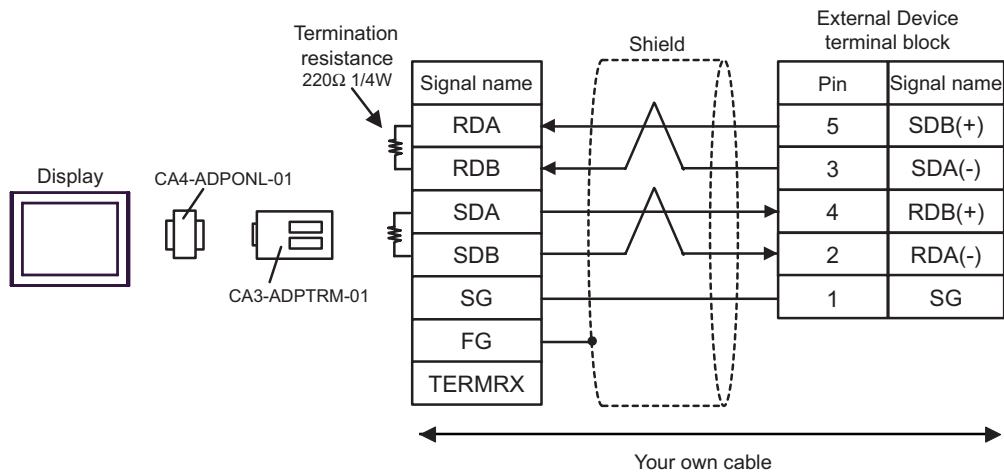 External Device
terminal block
Termination
resistance
220Ω 1/4W
Shield
Signal name
Pin Signal name
RDA 5 SDB(+)
RDB 3 SDA(-)
Display
CA4-ADPONL-01
SDA 4 RDB(+)
SDB 2 RDA(-)
CA3-ADPTRM-01
SG 1 SG
FG
TERMRX
Your own cable